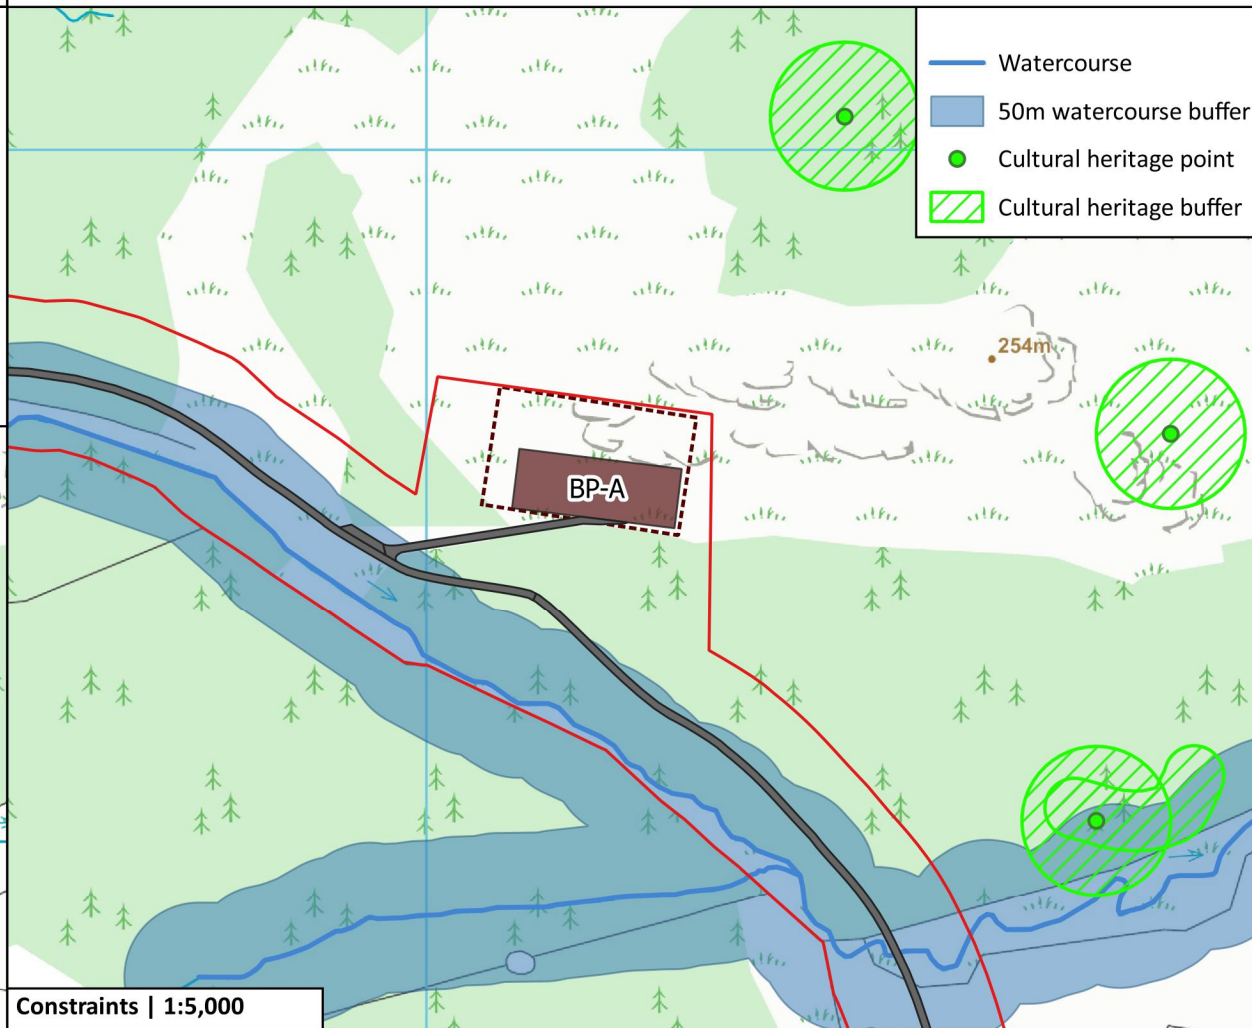 Watercourse
50m watercourse buffer
Cultural heritage point
Cultural heritage buffer
254m
BP-A
Constraints | 1:5,000